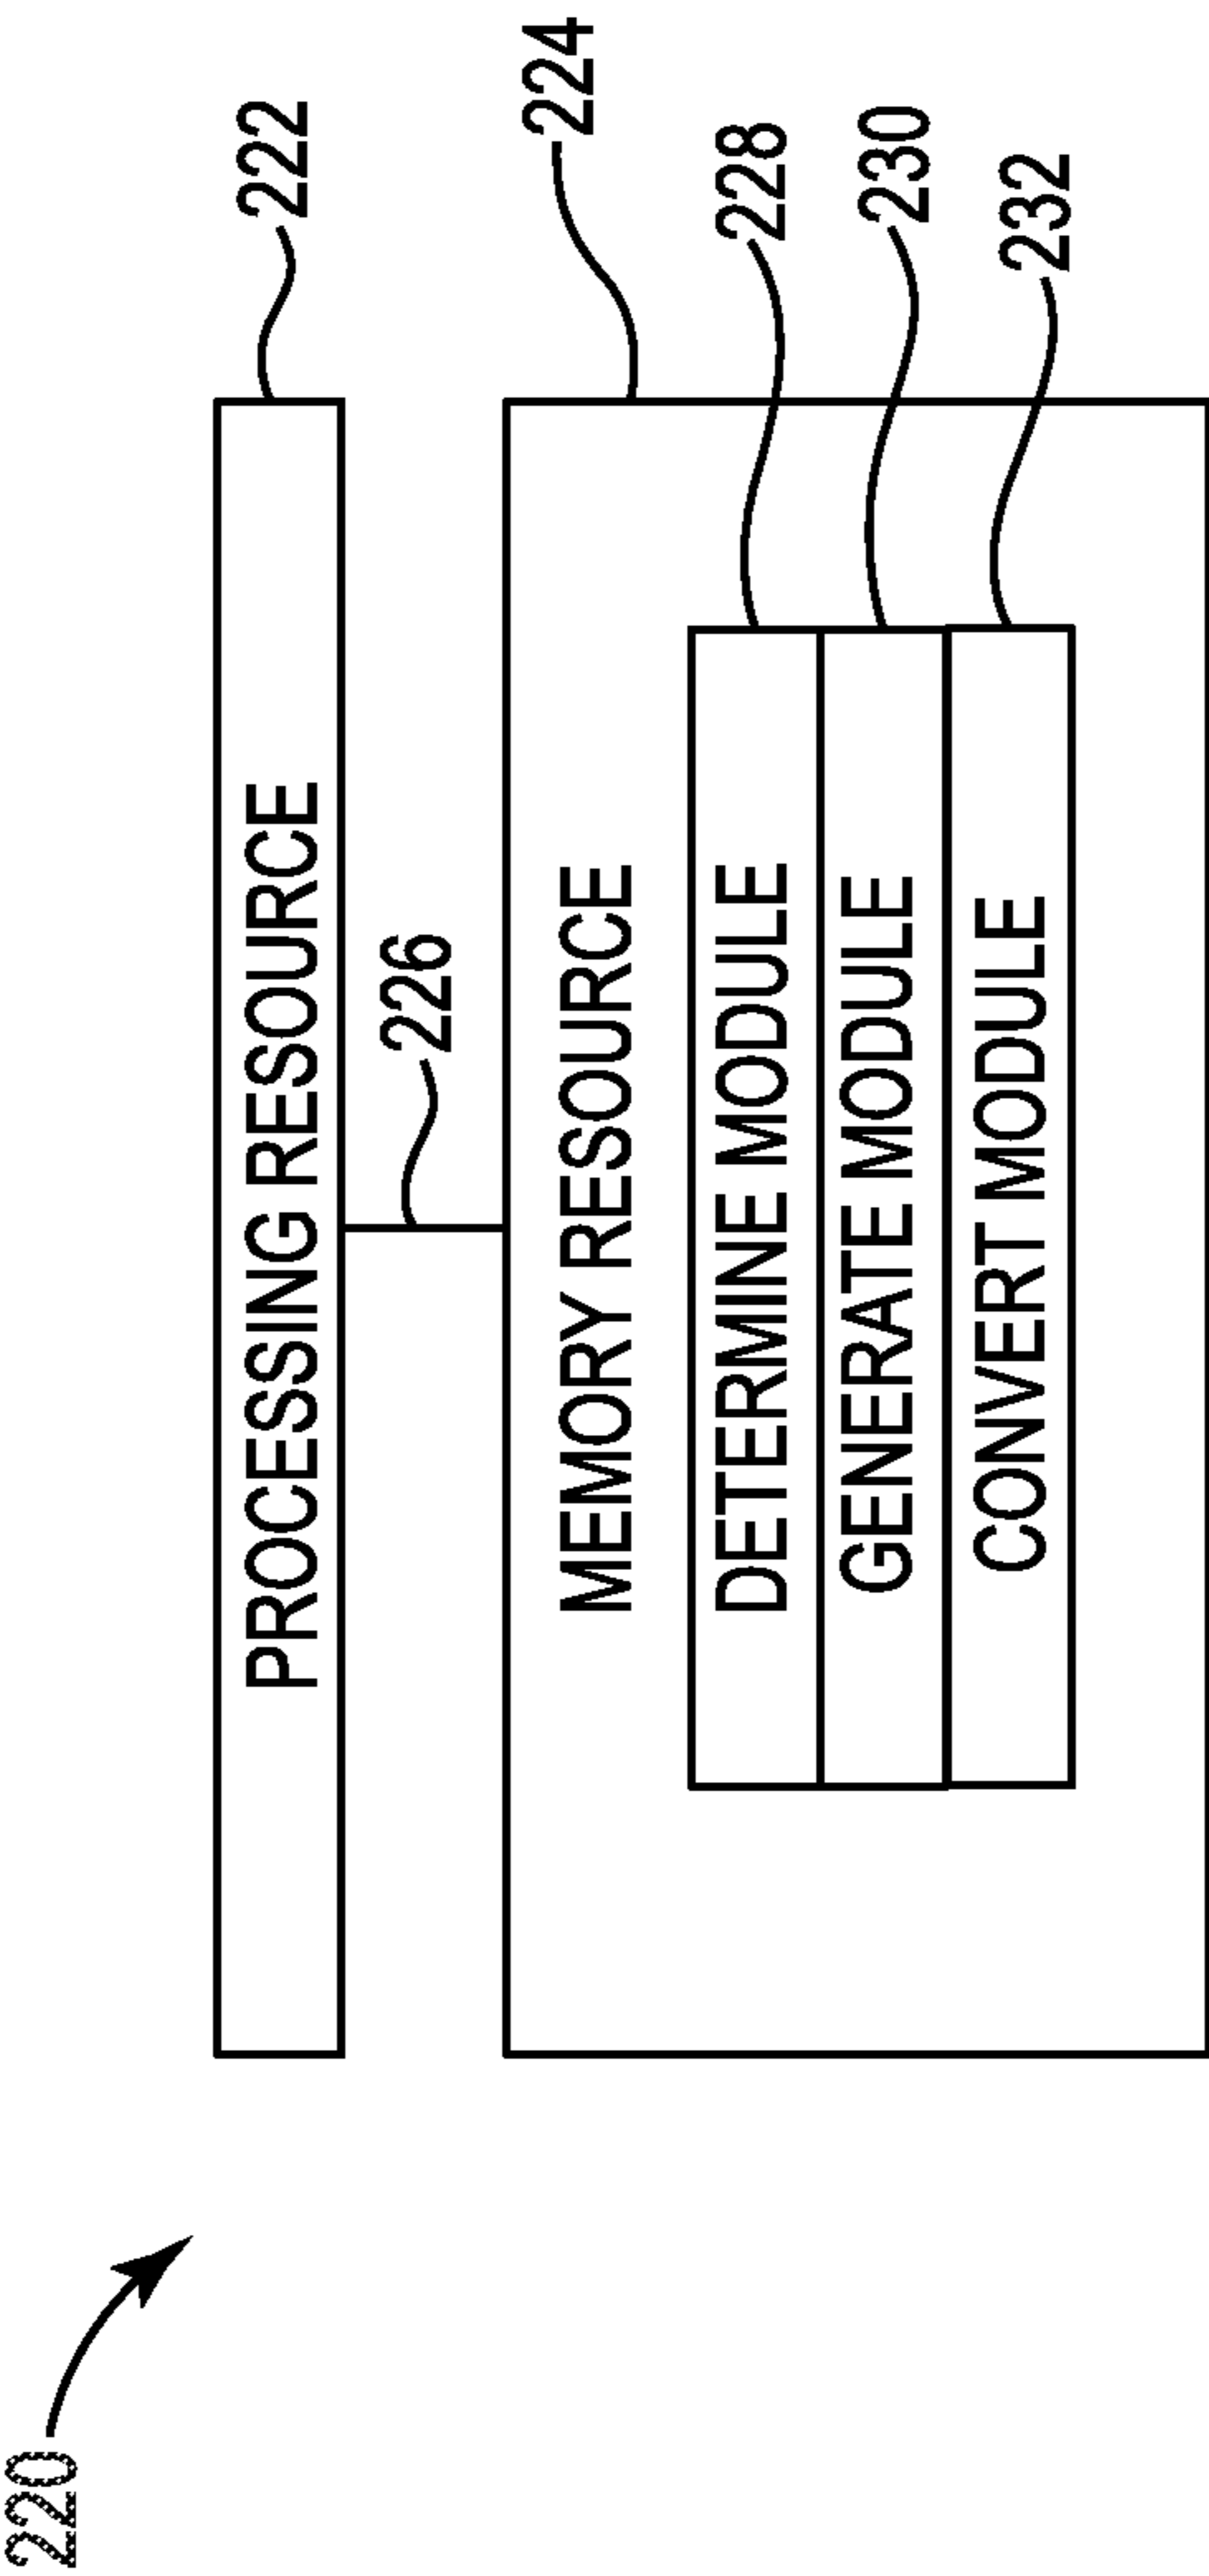 220
PROCESSING RESOURCE
222
226
224
MEMORY RESOURCE
DETERMINE MODULE
228
GENERATE MODULE
230
CONVERT MODULE
232